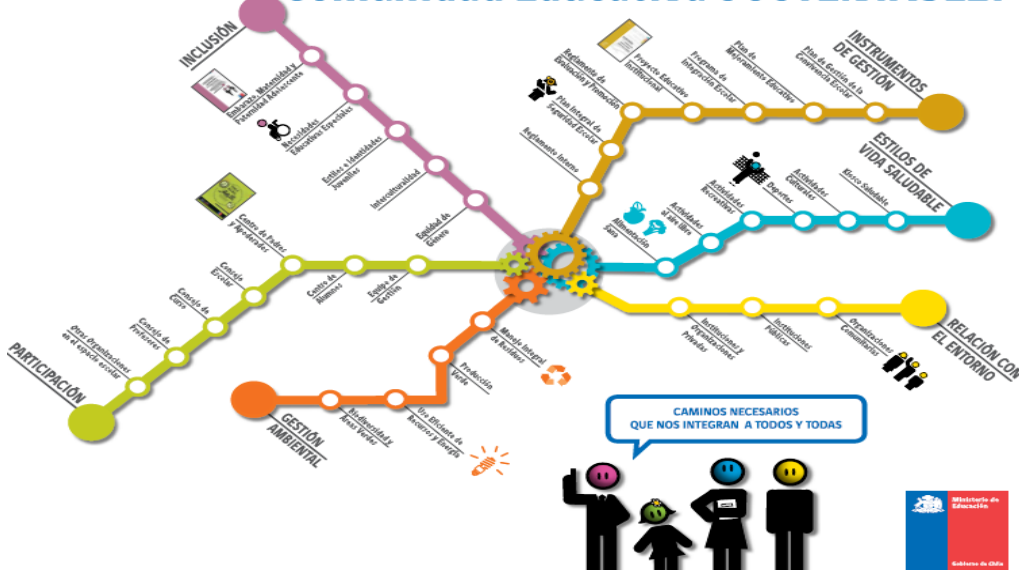 Comunidad Educativa SUSTENTABLE?
INCLUSIÓN
Embarazo, Maternidad y
Paternidad Adolescente
Necesidades
Educativas Especiales
Estilos e Identidades
Juveniles
Interculturalidad
Equidad de
Género
INSTRUMENTOS
DE GESTIÓN
Plan de Gestión de la
Convivencia Escolar
Plan de
Mejoramiento Educativo
Programa de
Integración Escolar
Proyecto Educativo
Institucional
Reglamento de
Evaluación y Promoción
Plan Integral de
Seguridad Escolar
Reglamento Interno
ESTILOS DE
VIDA SALUDABLE
Kiosco Saludable
Actividades
Culturales
Deportes
Actividades
Recreativas
Actividades
al aire libre
Alimentación
Sana
Centro de Padres
y Apoderados
Centro de
Alumnos
Equipo de
Gestión
Consejo
Escolar
Consejo de
Curso
Consejo de
Profesores
Otras Organizaciones
en el espacio escolar
PARTICIPACIÓN
Manejo Integral
de Residuos
Producción
Verde
Uso Eficiente de
Recursos y Energía
Biodiversidad y
Áreas Verdes
GESTIÓN
AMBIENTAL
Instituciones y
Organizaciones
Privadas
Instituciones
Públicas
Organizaciones
Comunitarias
RELACIÓN CON
EL ENTORNO
CAMINOS NECESARIOS
QUE NOS INTEGRAN A TODOS Y TODAS
Ministerio de
Educación
Gobierno de Chile